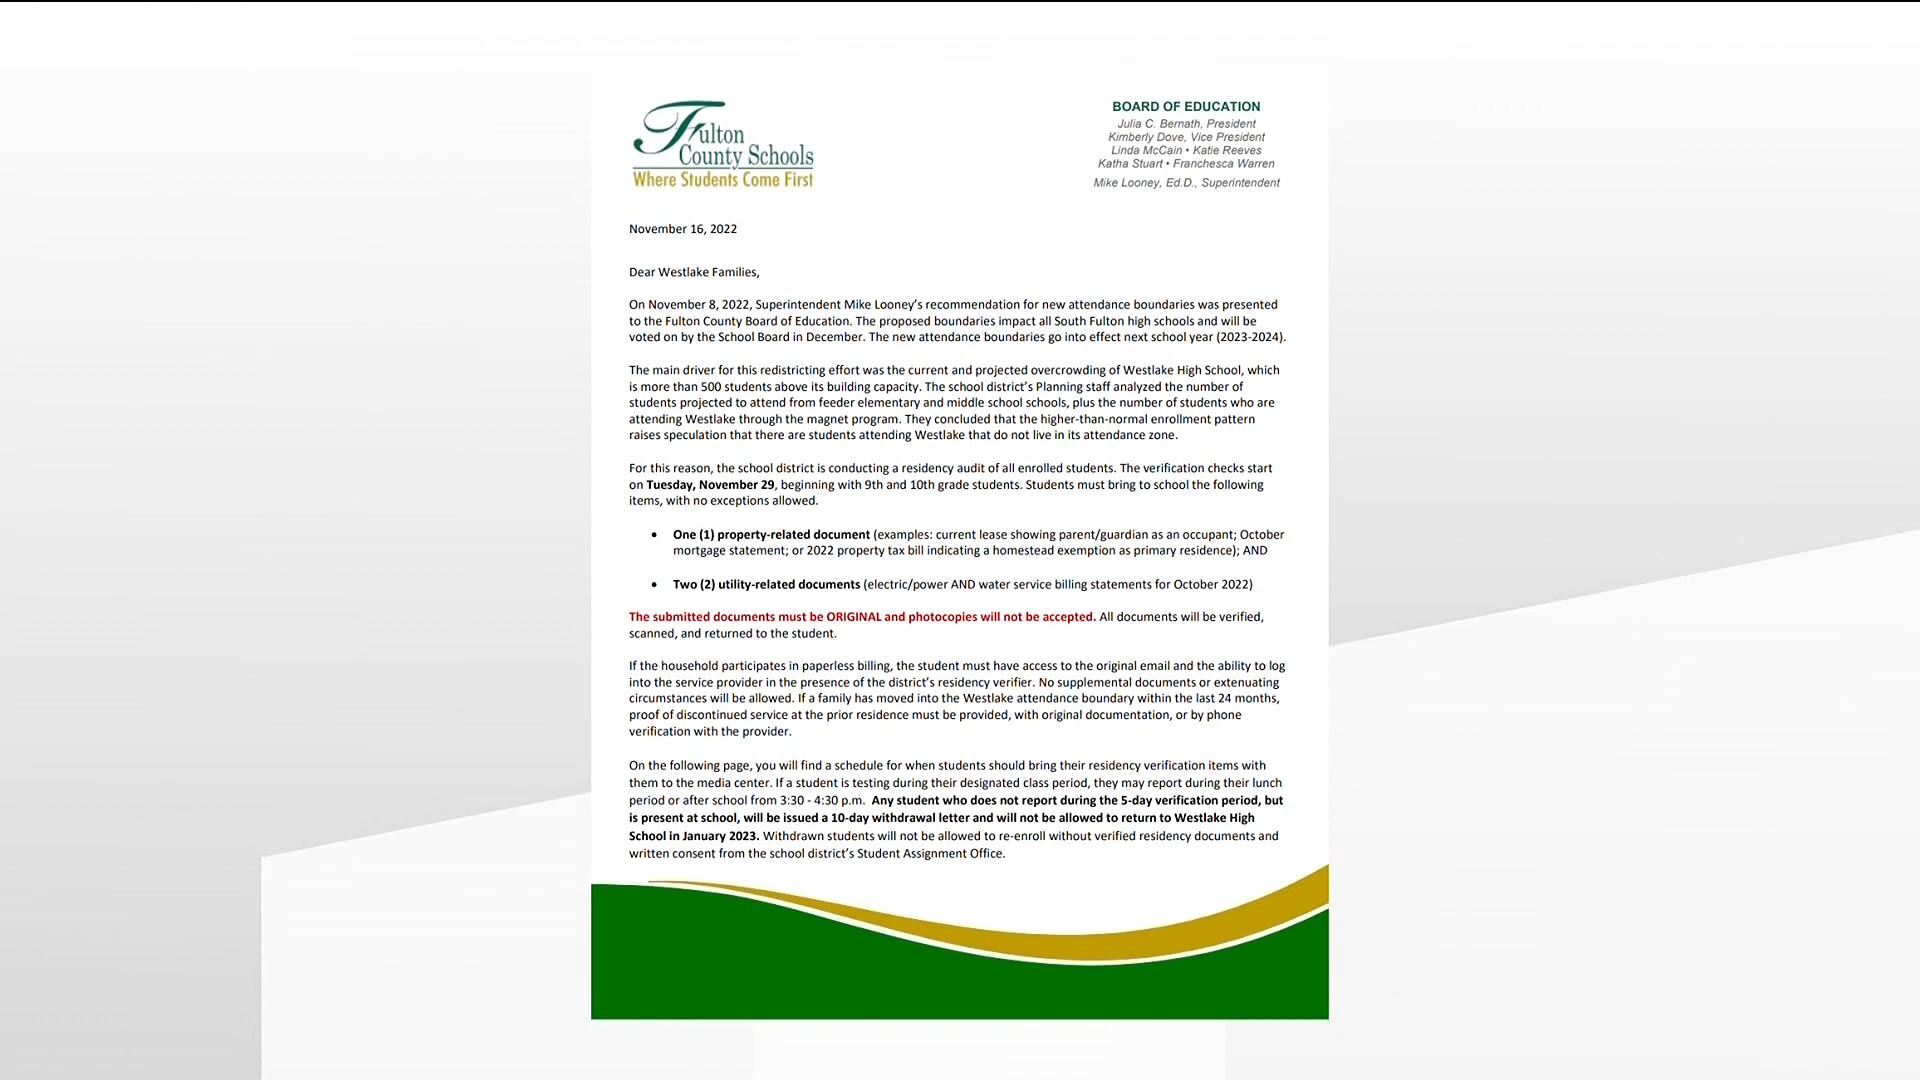 Fulton
County Schools
Where Students Come First
BOARD OF EDUCATION
Julia C. Bernath, President
Kimberly Dove, Vice President
Linda McCain • Katie Reeves
Katha Stuart • Franchesca Warren
Mike Looney, Ed.D., Superintendent
November 16, 2022
Dear Westlake Families,
On November 8, 2022, Superintendent Mike Looney's recommendation for new attendance boundaries was presented
to the Fulton County Board of Education. The proposed boundaries impact all South Fulton high schools and will be
voted on by the School Board in December. The new attendance boundaries go into effect next school year (2023-2024).
The main driver for this redistricting effort was the current and projected overcrowding of Westlake High School, which
is more than 500 students above its building capacity. The school district's Planning staff analyzed the number of
students projected to attend from feeder elementary and middle school schools, plus the number of students who are
attending Westlake through the magnet program. They concluded that the higher-than-normal enrollment pattern
raises speculation that there are students attending Westlake that do not live in its attendance zone.
For this reason, the school district is conducting a residency audit of all enrolled students. The verification checks start
on Tuesday, November 29, beginning with 9th and 10th grade students. Students must bring to school the following
items, with no exceptions allowed.
• One (1) property-related document (examples: current lease showing parent/guardian as an occupant; October
mortgage statement; or 2022 property tax bill indicating a homestead exemption as primary residence); AND
• Two (2) utility-related documents (electric/power AND water service billing statements for October 2022)
The submitted documents must be ORIGINAL and photocopies will not be accepted. All documents will be verified,
scanned, and returned to the student.
If the household participates in paperless billing, the student must have access to the original email and the ability to log
into the service provider in the presence of the district's residency verifier. No supplemental documents or extenuating
circumstances will be allowed. If a family has moved into the Westlake attendance boundary within the last 24 months,
proof of discontinued service at the prior residence must be provided, with original documentation, or by phone
verification with the provider.
On the following page, you will find a schedule for when students should bring their residency verification items with
them to the media center. If a student is testing during their designated class period, they may report during their lunch
period or after school from 3:30 - 4:30 p.m. Any student who does not report during the 5-day verification period, but
is present at school, will be issued a 10-day withdrawal letter and will not be allowed to return to Westlake High
School in January 2023. Withdrawn students will not be allowed to re-enroll without verified residency documents and
written consent from the school district's Student Assignment Office.